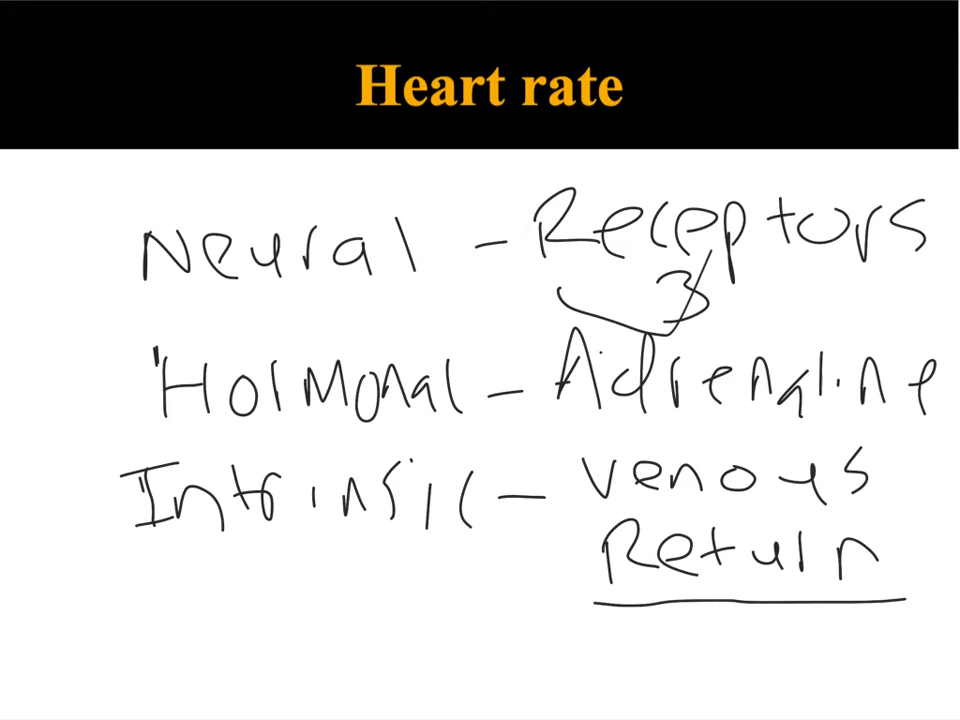 Heart rate
Neural - Receptors
3
Hormonal - Adrenaline
Intrinsic - Venous
Return